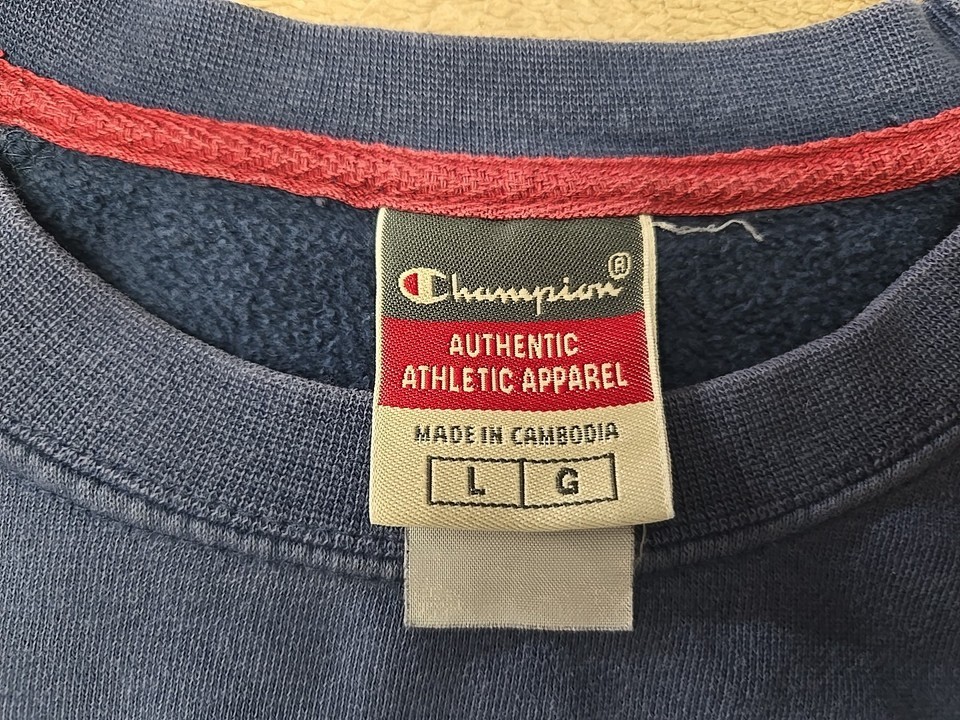 Champion®
AUTHENTIC
ATHLETIC APPAREL
MADE IN CAMBODIA
L G